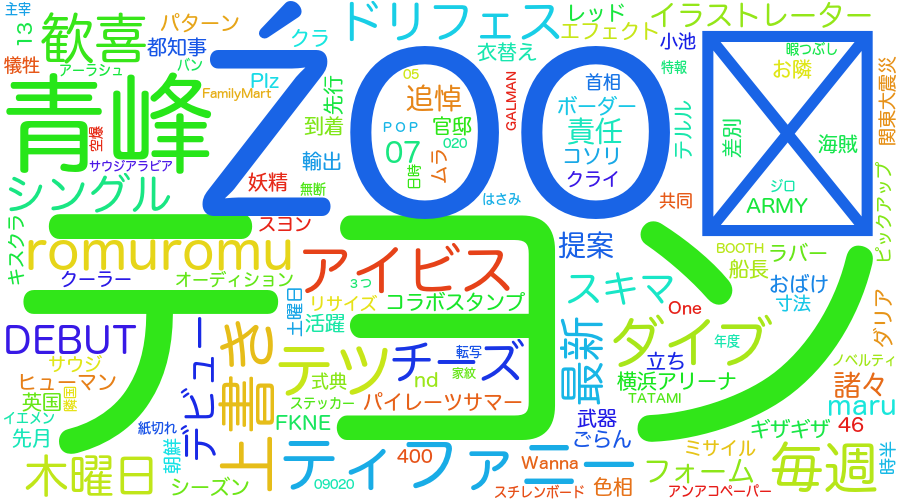 主宰
13
歓喜
パターン
都知事
犠牲
アーラシュ
バン
Plz
FamilyMart
クラ
ドリフェス
衣替え
レッド
エフェクト
イラストレーター
小池
暇つぶし
お隣
特報
関東大震災
青峰
空爆
サウジアラビア
先行
到着
輸出
妖精
無断
05
追悼
POP
官邸
07
020
日時
ムラ
GALMAN
首相
ボーダー
責任
コソリ
クライ
テルル
差別
海賊
ジロ
ARMY
ピックアップ
はさみ
共同
シングル
Źoo
キスクラ
romuromu
スヨン
クーラー
オーディション
テヨン
アイビス
3つ
提案
スキマ
BOOTH
ラバー
船長
おばけ
寸法
One
ダリア
DEBUT
土曜日
リサイズ
コラボスタンプ
活躍
上書き
デビュー
テツ
チーズ
転写
家紋
最新
ダイブ
年度
立ち
ノベルティ
サウジ
ヒューマン
英国
イエメン
先月
紙切れ
朝鮮
式典
nd
ステッカー
パイレーツサマー
FKNE
横浜アリーナ
TATAMI
武器
ごらん
諸々
maru
46
ギザギザ
木曜日
シーズン
ティファニー
09020
400
Wanna
スチレンボード
色相
フォーム
ミサイル
アンアコペーパー
毎週
時半